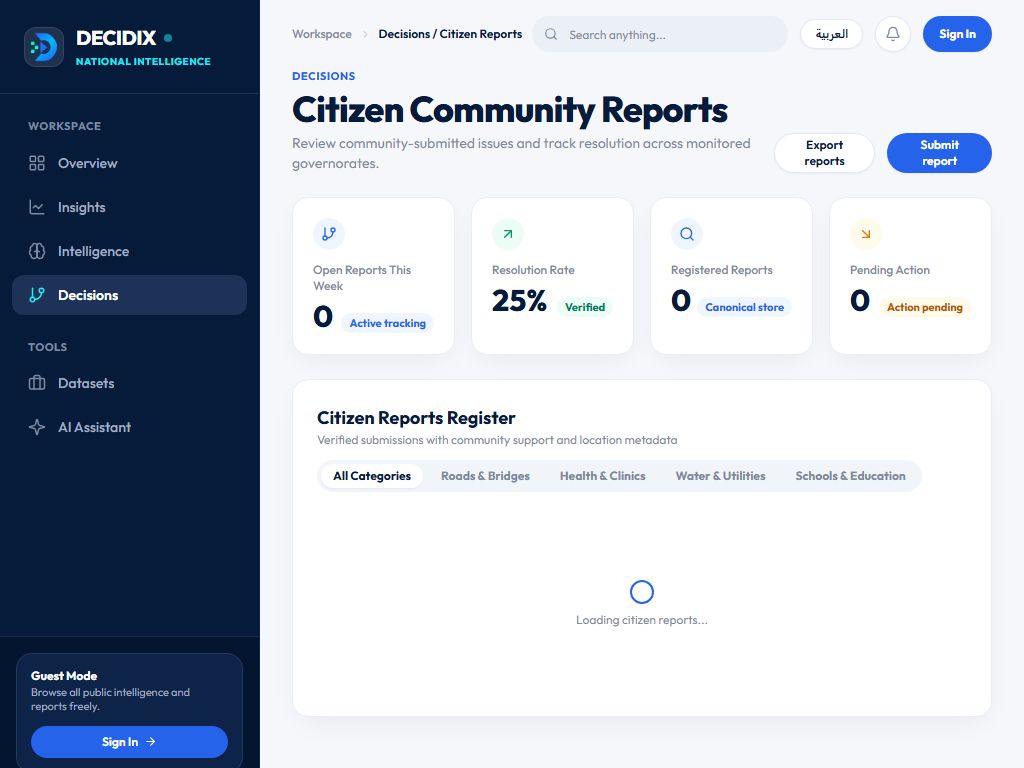 DECIDIX
NATIONAL INTELLIGENCE
WORKSPACE
Overview
Insights
Intelligence
Decisions
TOOLS
Datasets
AI Assistant
Guest Mode
Browse all public intelligence and
reports freely.
Sign In
Workspace
Decisions / Citizen Reports
Search anything...
العربية
Sign In
DECISIONS
Citizen Community Reports
Review community-submitted issues and track resolution across monitored
governorates.
Export
reports
Submit
report
Open Reports This
Week
0 Active tracking
Resolution Rate
25% Verified
Registered Reports
0 Canonical store
Pending Action
0 Action pending
Citizen Reports Register
Verified submissions with community support and location metadata
All Categories
Roads & Bridges
Health & Clinics
Water & Utilities
Schools & Education
Loading citizen reports...